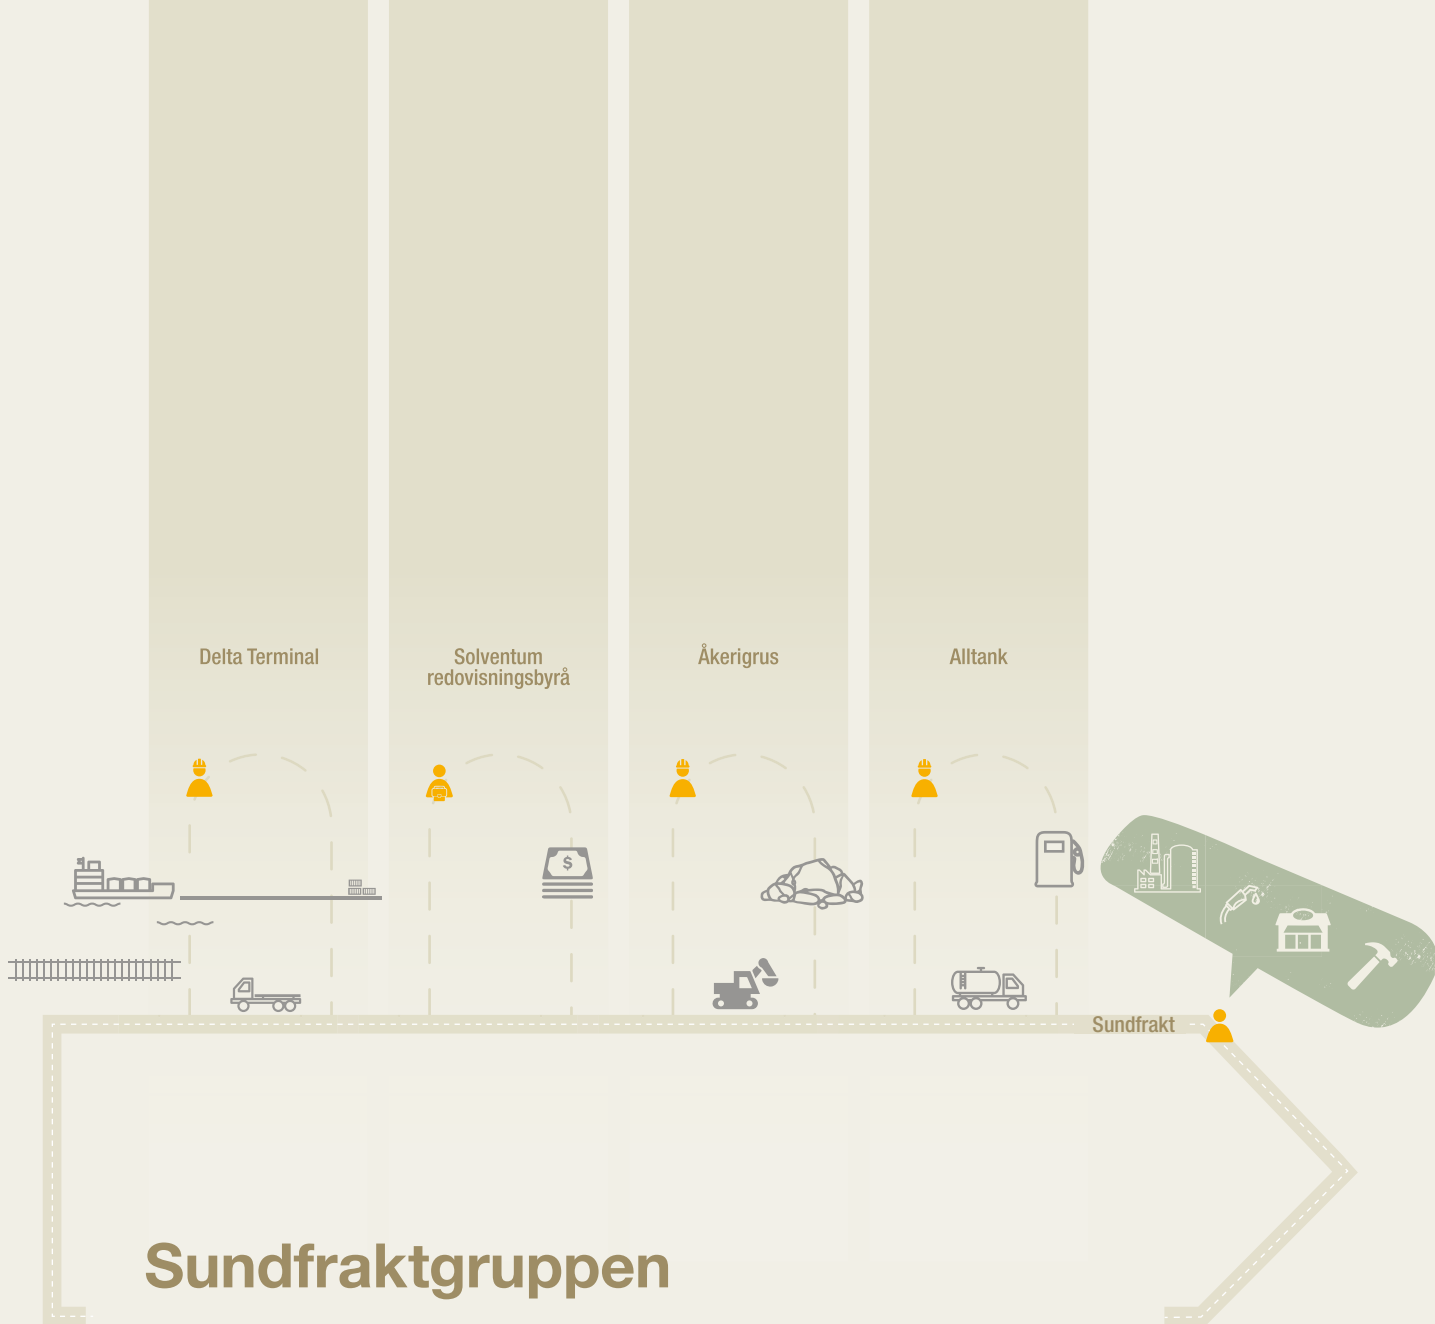 Delta Terminal
Solventum
redovisningsbyrå
Åkerigrus
Alltank
$
Sundfrakt
Sundfraktgruppen